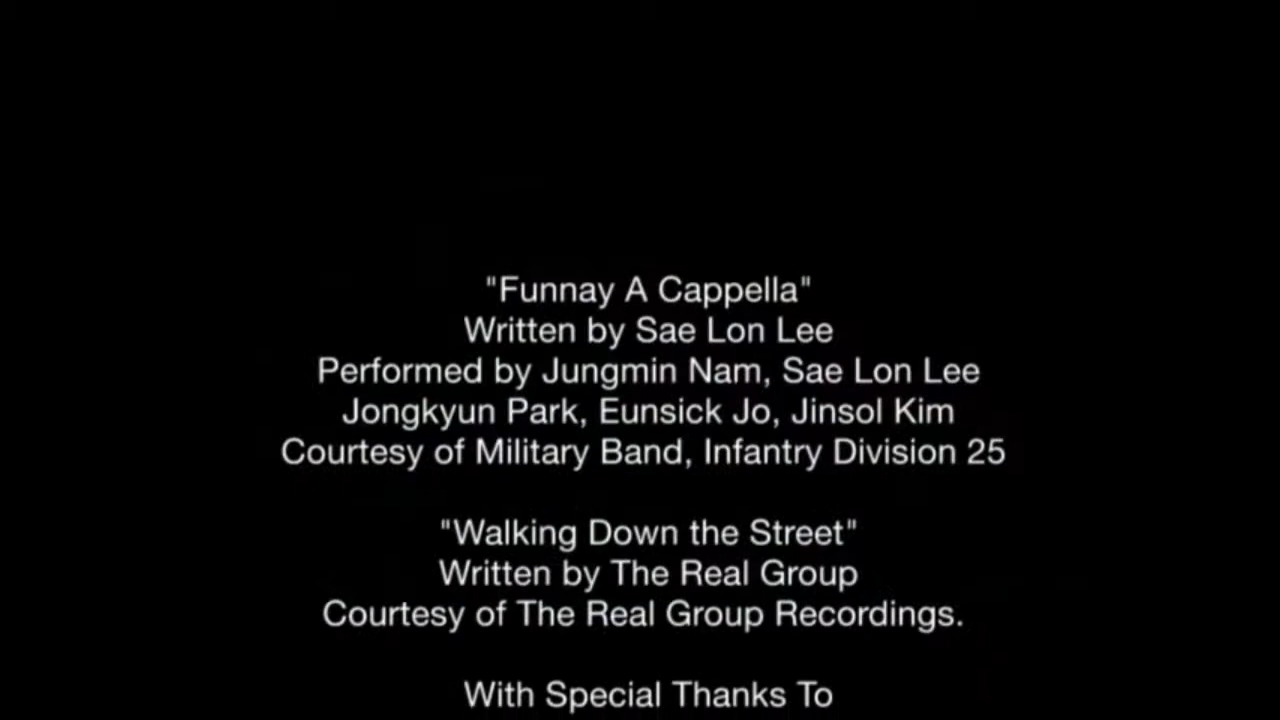 "Funnay A Cappella"
Written by Sae Lon Lee
Performed by Jungmin Nam, Sae Lon Lee
Jongkyun Park, Eunsick Jo, Jinsol Kim
Courtesy of Military Band, Infantry Division 25
"Walking Down the Street"
Written by The Real Group
Courtesy of The Real Group Recordings.
With Special Thanks To